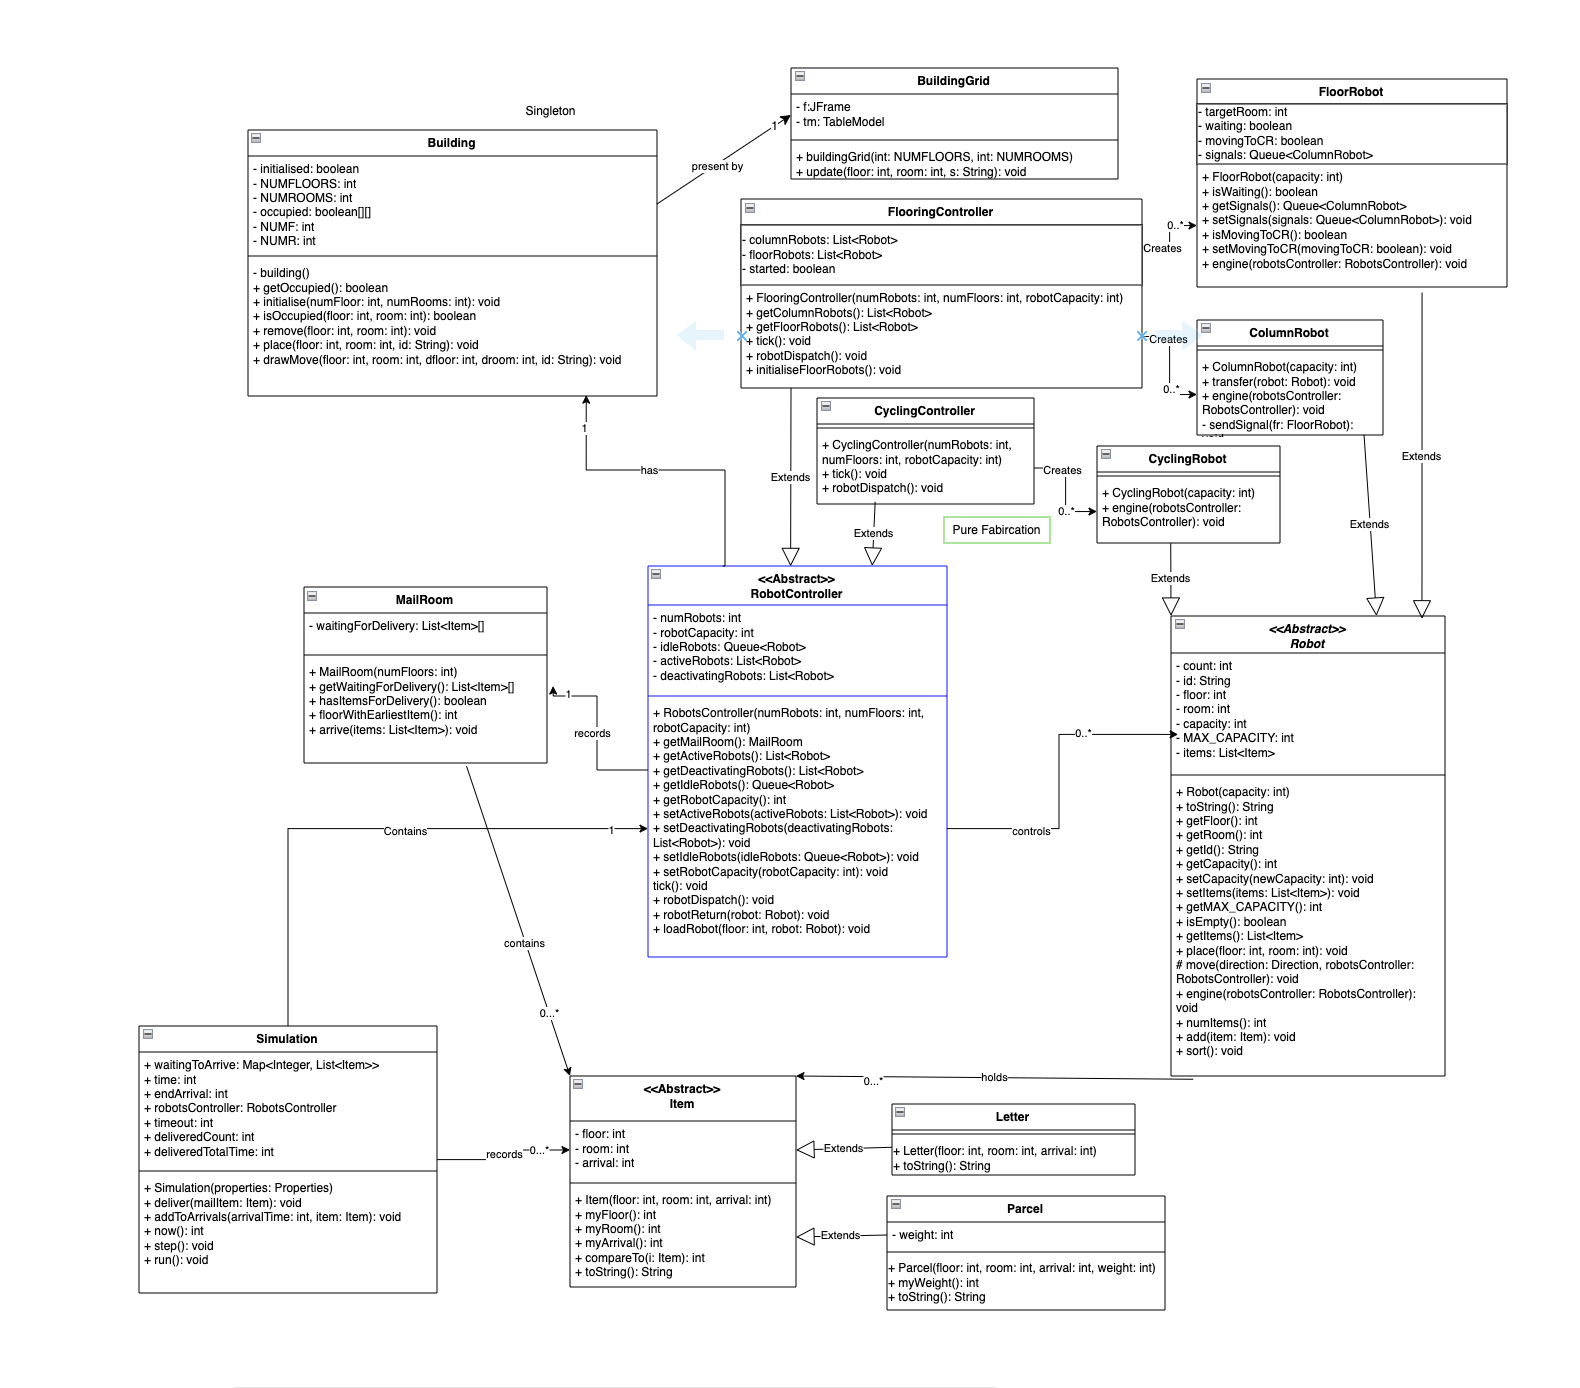 Singleton
Building
- initialised: boolean
- NUMFLOORS: int
- NUMROOMS: int
- occupied: boolean[][]
- NUMF: int
- NUMR: int
- building()
+ getOccupied(): boolean
+ initialise(numFloor: int, numRooms: int): void
+ isOccupied(floor: int, room: int): boolean
+ remove(floor: int, room: int): void
+ place(floor: int, room: int, id: String): void
+ drawMove(floor: int, room: int, dfloor: int, droom: int, id: String): void
present by
1
BuildingGrid
- f:JFrame
- tm: TableModel
+ buildingGrid(int: NUMFLOORS, int: NUMROOMS)
+ update(floor: int, room: int, s: String): void
FlooringController
- columnRobots: List<Robot>
- floorRobots: List<Robot>
- started: boolean
+ FlooringController(numRobots: int, numFloors: int, robotCapacity: int)
+ getColumnRobots(): List<Robot>
+ getFloorRobots(): List<Robot>
+ tick(): void
+ robotDispatch(): void
+ initialiseFloorRobots(): void
0..*
Creates
FloorRobot
- targetRoom: int
- waiting: boolean
- movingToCR: boolean
- signals: Queue<ColumnRobot>
+ FloorRobot(capacity: int)
+ isWaiting(): boolean
+ getSignals(): Queue<ColumnRobot>
+ setSignals(signals: Queue<ColumnRobot>): void
+ isMovingToCR(): boolean
+ setMovingToCR(movingToCR: boolean): void
+ engine(robotsController: RobotsController): void
Creates
0..*
ColumnRobot
+ ColumnRobot(capacity: int)
+ transfer(robot: Robot): void
+ engine(robotsController:
RobotsController): void
- sendSignal(fr: FloorRobot):
CyclingController
+ CyclingController(numRobots: int,
numFloors: int, robotCapacity: int)
+ tick(): void
+ robotDispatch(): void
Creates
0..*
CyclingRobot
+ CyclingRobot(capacity: int)
+ engine(robotsController:
RobotsController): void
Pure Fabircation
1
has
Extends
Extends
Extends
Extends
Extends
MailRoom
- waitingForDelivery: List<Item>[]
+ MailRoom(numFloors: int)
+ getWaitingForDelivery(): List<Item>[]
+ hasItemsForDelivery(): boolean
+ floorWithEarliestItem(): int
+ arrive(items: List<Item>): void
1
records
<<Abstract>>
RobotController
- numRobots: int
- robotCapacity: int
- idleRobots: Queue<Robot>
- activeRobots: List<Robot>
- deactivatingRobots: List<Robot>
+ RobotsController(numRobots: int, numFloors: int,
robotCapacity: int)
+ getMailRoom(): MailRoom
+ getActiveRobots(): List<Robot>
+ getDeactivatingRobots(): List<Robot>
+ getIdleRobots(): Queue<Robot>
+ getRobotCapacity(): int
+ setActiveRobots(activeRobots: List<Robot>): void
+ setDeactivatingRobots(deactivatingRobots:
List<Robot>): void
+ setIdleRobots(idleRobots: Queue<Robot>): void
+ setRobotCapacity(robotCapacity: int): void
tick(): void
+ robotDispatch(): void
+ robotReturn(robot: Robot): void
+ loadRobot(floor: int, robot: Robot): void
controls
0..*
<<Abstract>>
Robot
- count: int
- id: String
- floor: int
- room: int
- capacity: int
- MAX_CAPACITY: int
- items: List<Item>
+ Robot(capacity: int)
+ toString(): String
+ getFloor(): int
+ getRoom(): int
+ getId(): String
+ getCapacity(): int
+ setCapacity(newCapacity: int): void
+ setItems(items: List<Item>): void
+ getMAX_CAPACITY(): int
+ isEmpty(): boolean
+ getItems(): List<Item>
+ place(floor: int, room: int): void
# move(direction: Direction, robotsController:
RobotsController): void
+ engine(robotsController: RobotsController):
void
+ numItems(): int
+ add(item: Item): void
+ sort(): void
Contains
1
contains
0...*
Simulation
+ waitingToArrive: Map<Integer, List<Item>>
+ time: int
+ endArrival: int
+ robotsController: RobotsController
+ timeout: int
+ deliveredCount: int
+ deliveredTotalTime: int
+ Simulation(properties: Properties)
+ deliver(mailItem: Item): void
+ addToArrivals(arrivalTime: int, item: Item): void
+ now(): int
+ step(): void
+ run(): void
records
0...*
<<Abstract>>
Item
- floor: int
- room: int
- arrival: int
+ Item(floor: int, room: int, arrival: int)
+ myFloor(): int
+ myRoom(): int
+ myArrival(): int
+ compareTo(i: Item): int
+ toString(): String
0...*
holds
Extends
Letter
+ Letter(floor: int, room: int, arrival: int)
+ toString(): String
Extends
Parcel
- weight: int
+ Parcel(floor: int, room: int, arrival: int, weight: int)
+ myWeight(): int
+ toString(): String